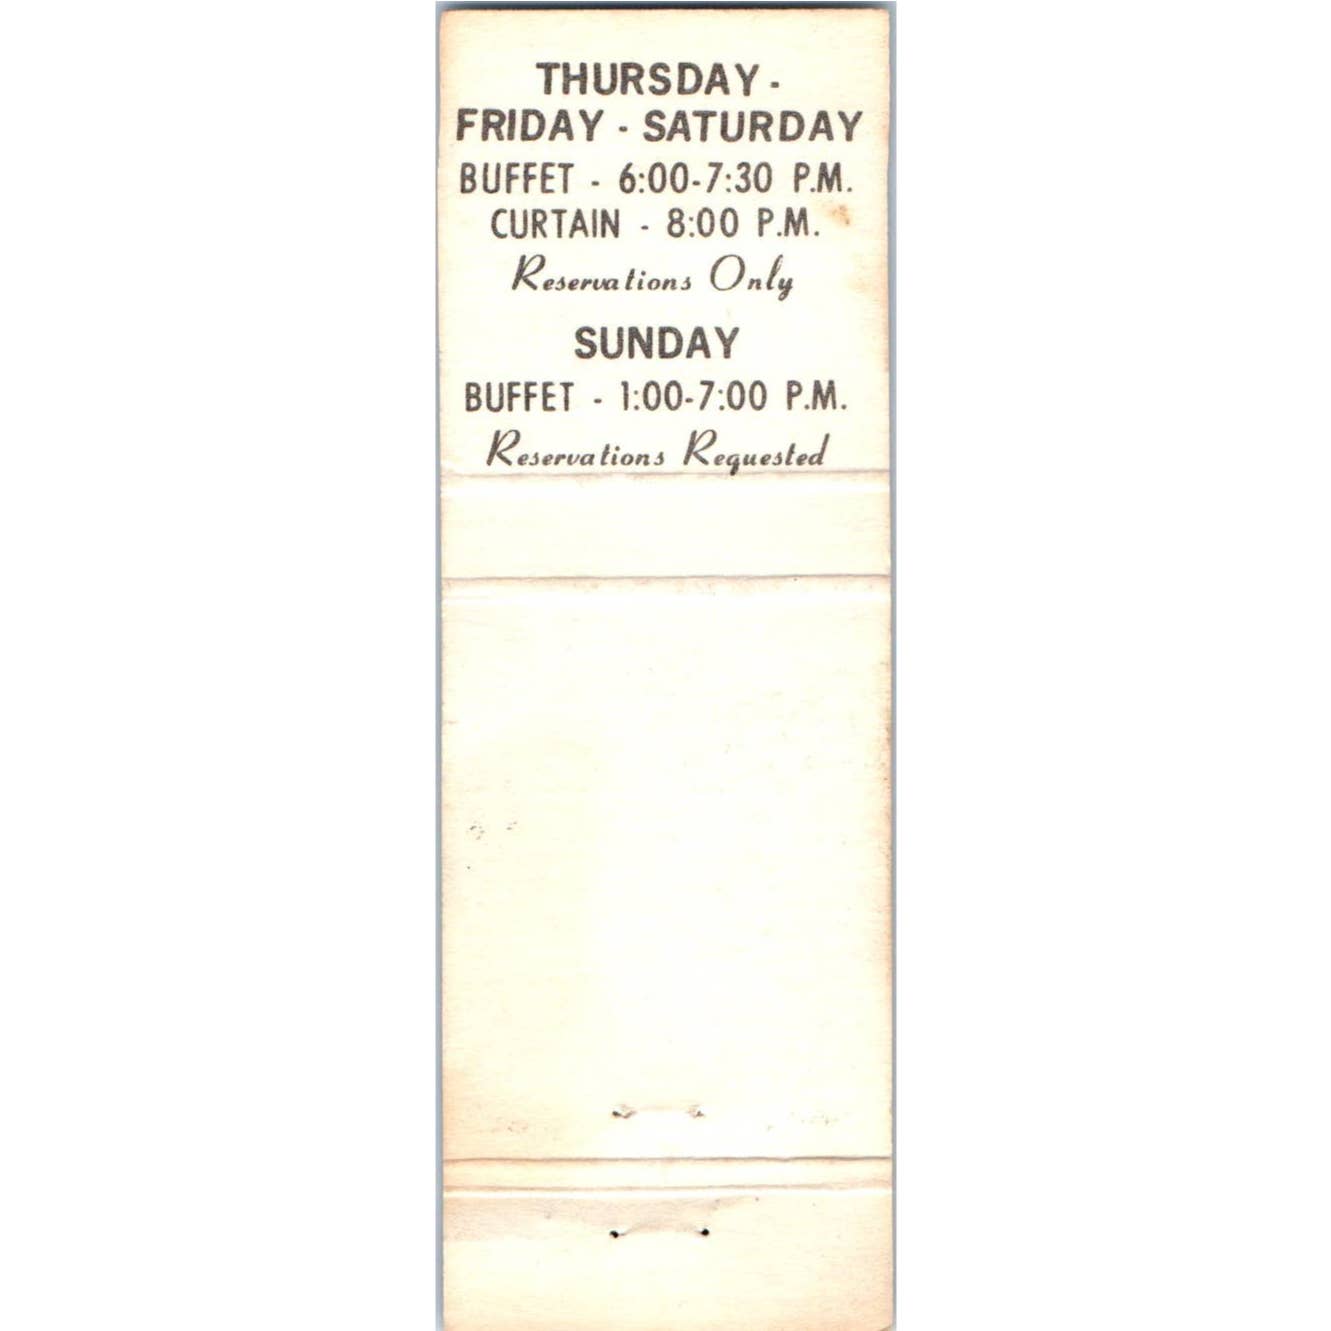 THURSDAY -
FRIDAY - SATURDAY
BUFFET - 6:00-7:30 P.M.
CURTAIN - 8:00 P.M.
Reservations Only
SUNDAY
BUFFET - 1:00-7:00 P.M.
Reservations Requested